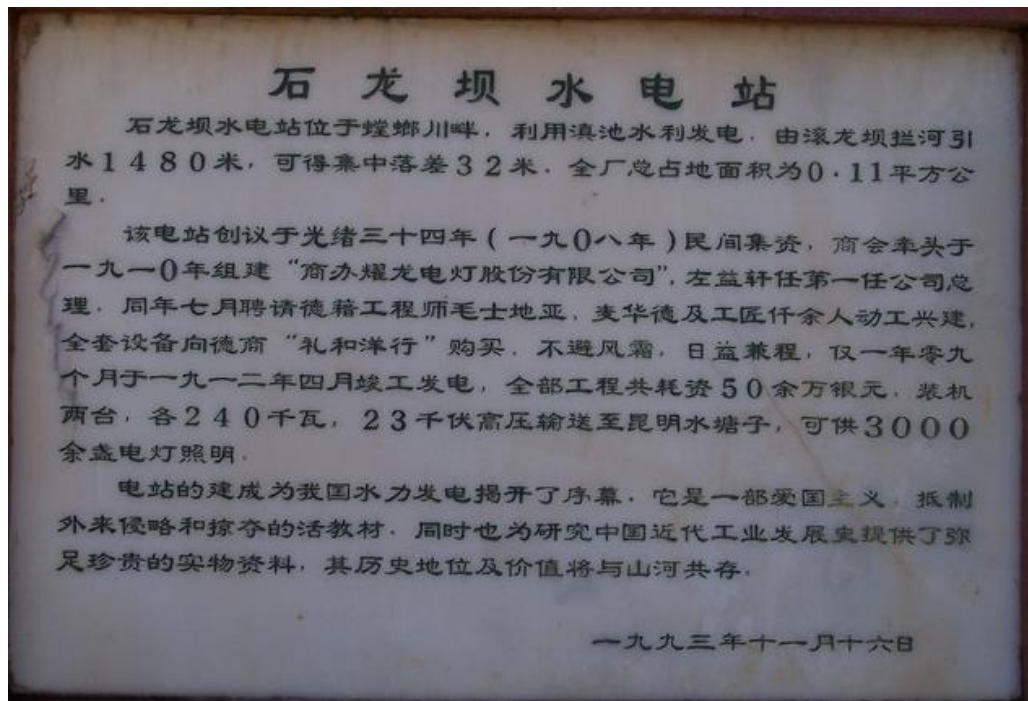 石龙坝水电站
石龙坝水电站位于螳螂川畔，利用滇池水利发电，由滚龙坝拦河引
水1480米，可得集中落差32米．全厂总占地面积为0.11平方公
里．
该电站创议于光绪三十四年（一九0八年）民间集资，商会牵头于
一九一0年组建“商办耀龙电灯股份有限公司”，左益轩任第一任公司总
理．同年七月聘请德籍工程师毛士地亚，麦华德及工匠仟余人动工兴建，
全套设备向德商“礼和洋行”购买．不避风霜，日益兼程，仅一年零九
个月于一九一二年四月竣工发电，全部工程共耗资50余万银元．装机
两台，各240千瓦，23千伏高压输送至昆明水塘子，可供3000
余盏电灯照明．
电站的建成为我国水力发电揭开了序幕，它是一部爱国主义，抵制
外来侵略和掠夺的活教材．同时也为研究中国近代工业发展史提供了弥
足珍贵的实物资料，其历史地位及价值将与山河共存．
一九九三年十一月十六日